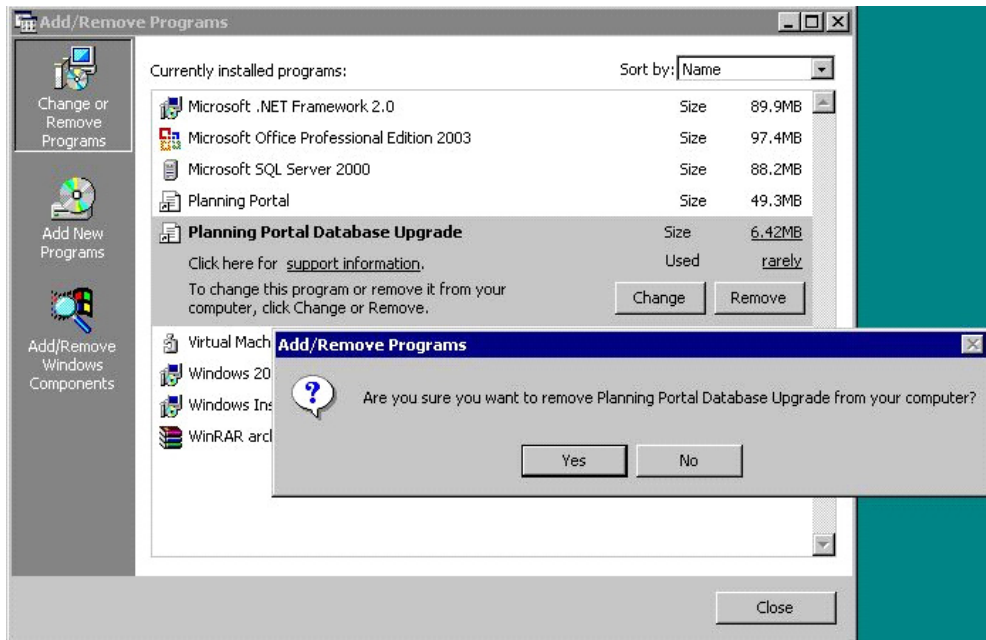 Add/Remove Programs
Change or
Remove
Programs
Add New
Programs
Add/Remove
Windows
Components
Currently installed programs:
Sort by: Name
Microsoft .NET Framework 2.0 Size 89.9MB
Microsoft Office Professional Edition 2003 Size 97.4MB
Microsoft SQL Server 2000 Size 88.2MB
Planning Portal Size 49.3MB
Planning Portal Database Upgrade Size 6.42MB
Click here for support information. Used rarely
To change this program or remove it from your
computer, click Change or Remove.
Change Remove
Virtual Mach
Windows 20
Windows Ins
WinRAR arcl
Add/Remove Programs
Are you sure you want to remove Planning Portal Database Upgrade from your computer?
Yes No
Close